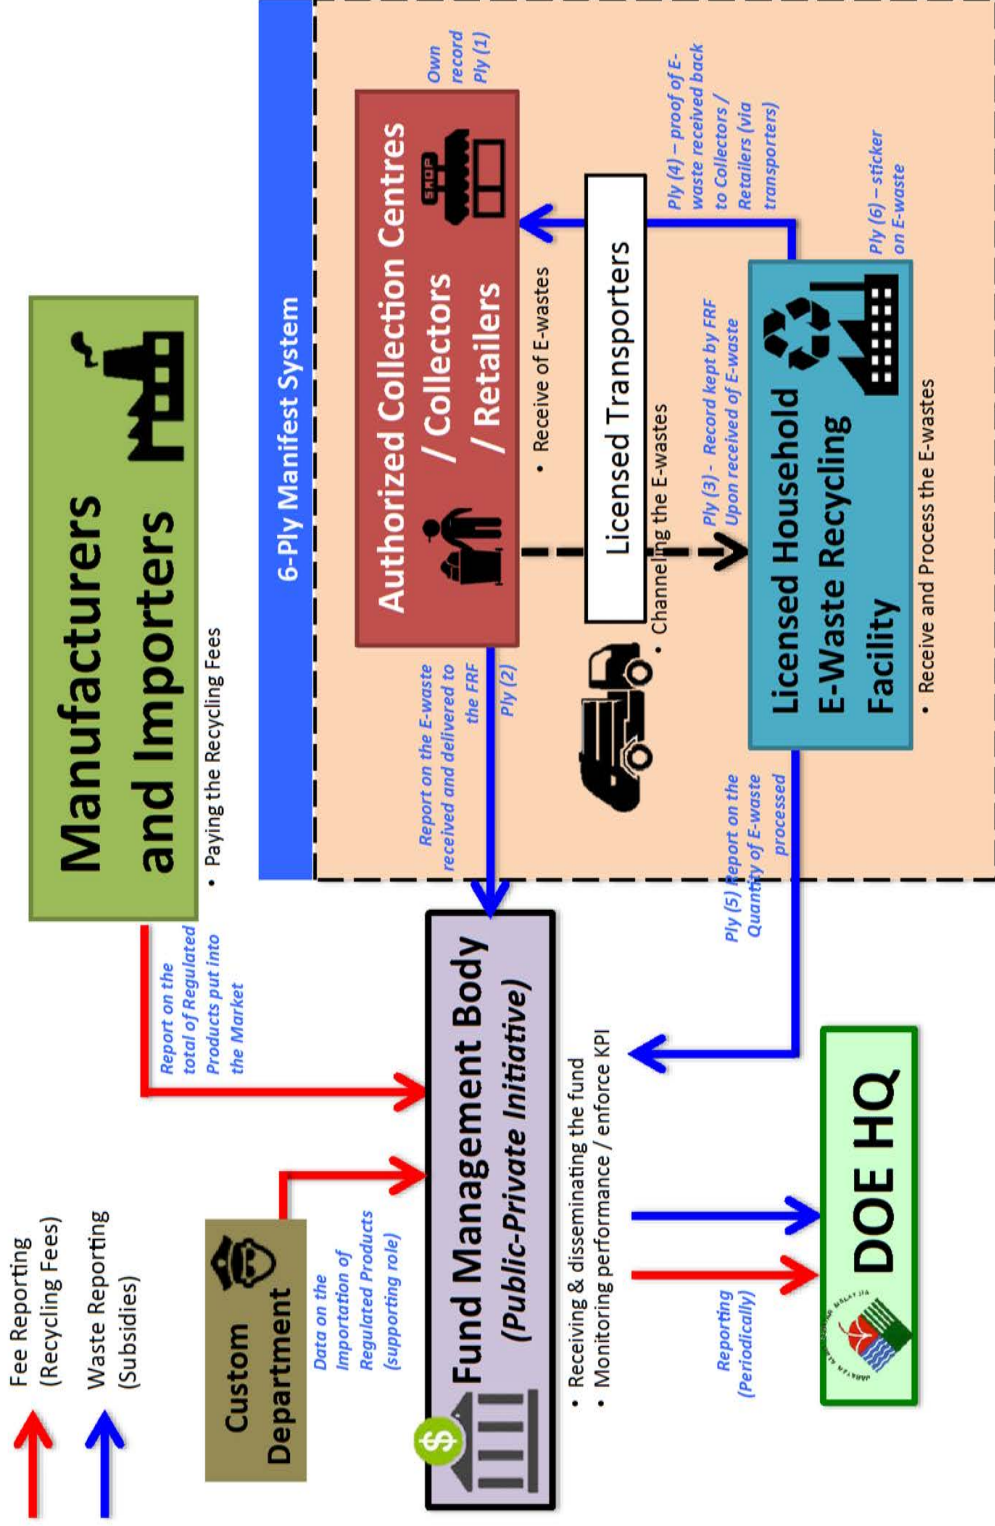 Fee Reporting
(Recycling Fees)
Waste Reporting
(Subsidies)
Manufacturers
and Importers
• Paying the Recycling Fees
Report on the
total of Regulated
Products put into
the Market
Custom
Department
Data on the
Importation of
Regulated Products
(supporting role)
$
Fund Management Body
(Public-Private Initiative)
• Receiving & disseminating the fund
• Monitoring performance / enforce KPI
Reporting
(Periodically)
DOE HQ
6-Ply Manifest System
Authorized Collection Centres
/ Collectors
/ Retailers
SHOP
Own
record
Ply (1)
• Receive of E-wastes
Report on the E-waste
received and delivered to
the FRF
Ply (2)
Licensed Transporters
• Channeling the E-wastes
Ply (3) - Record kept by FRF
Upon received of E-waste
Ply (4) – proof of E-
waste received back
to Collectors /
Retailers (via
transporters)
Licensed Household
E-Waste Recycling
Facility
• Receive and Process the E-wastes
Ply (6) – sticker
on E-waste
Ply (5) Report on the
Quantity of E-waste
processed